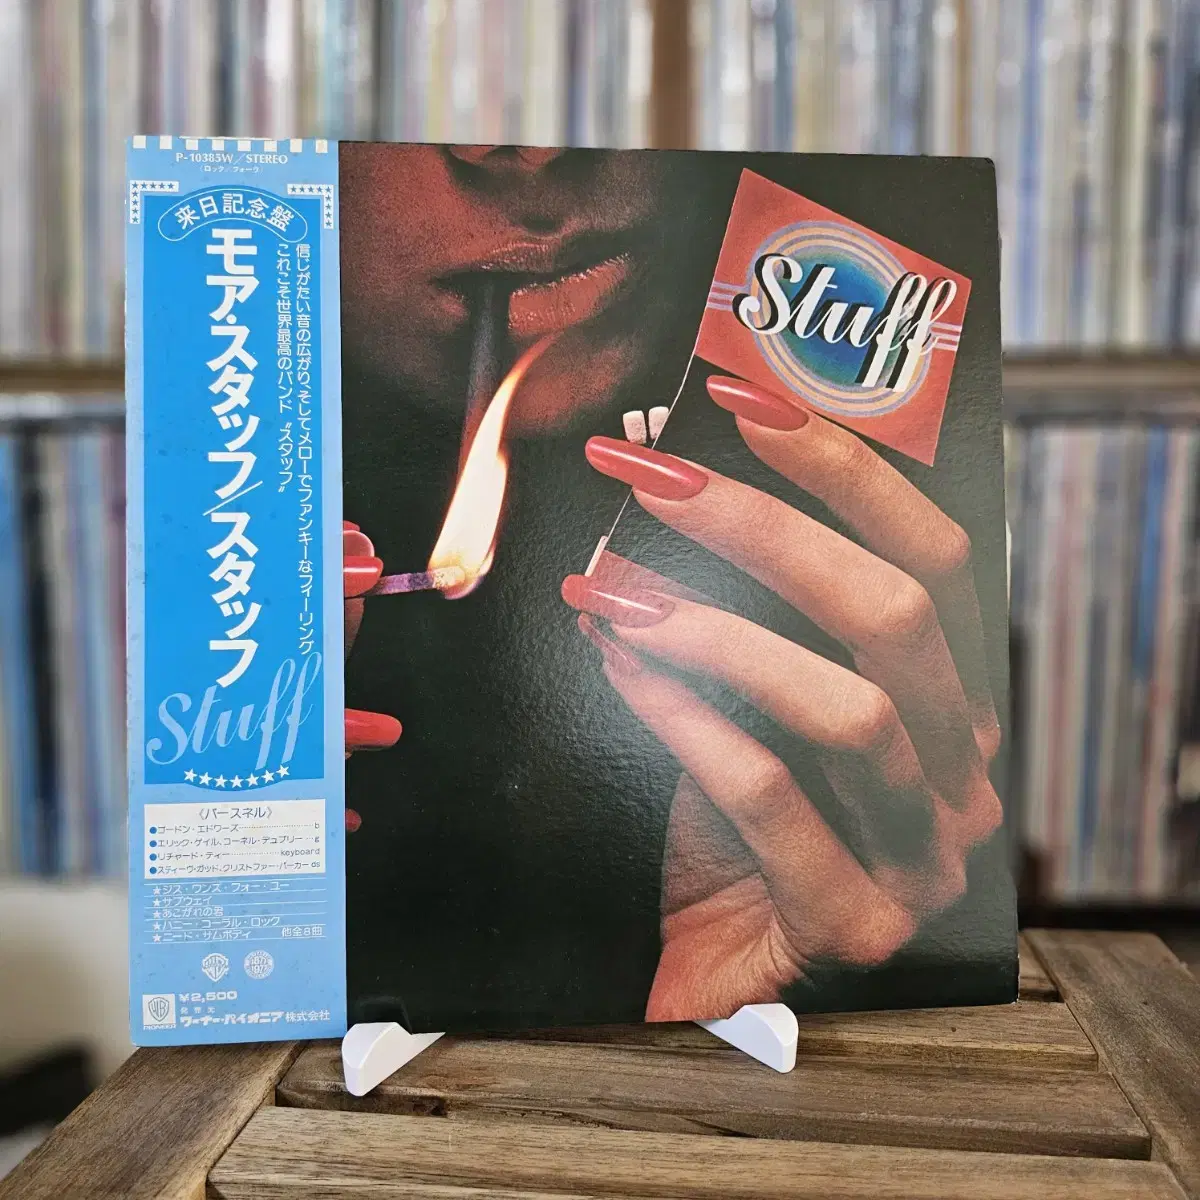 P-10385W/STEREO
(ロック/フォーク)
来日記念盤
モア・スタッフ/スタッフ
信じがたい音の広がり、そしてメローでファンキーなフィーリング
これこそ世界最高のバンド“スタッフ”
Stuff
《パースネル》
●ゴードン・エドワーズ……b
●エリック・ゲイル、コーネル・デュプリー…g
●リチャード・ティー……keyboard
●スティーヴ・ガッド、クリストファー・パーカー ds
★ジス・ワンズ・フォー・ユー
★サブウェイ
★あこがれの君
★ハニー・コーラル・ロック
★ニード・サムボディ 他全8曲
¥2,500
発売元
ワーナー・パイオニア株式会社
PIONEER
Stuff